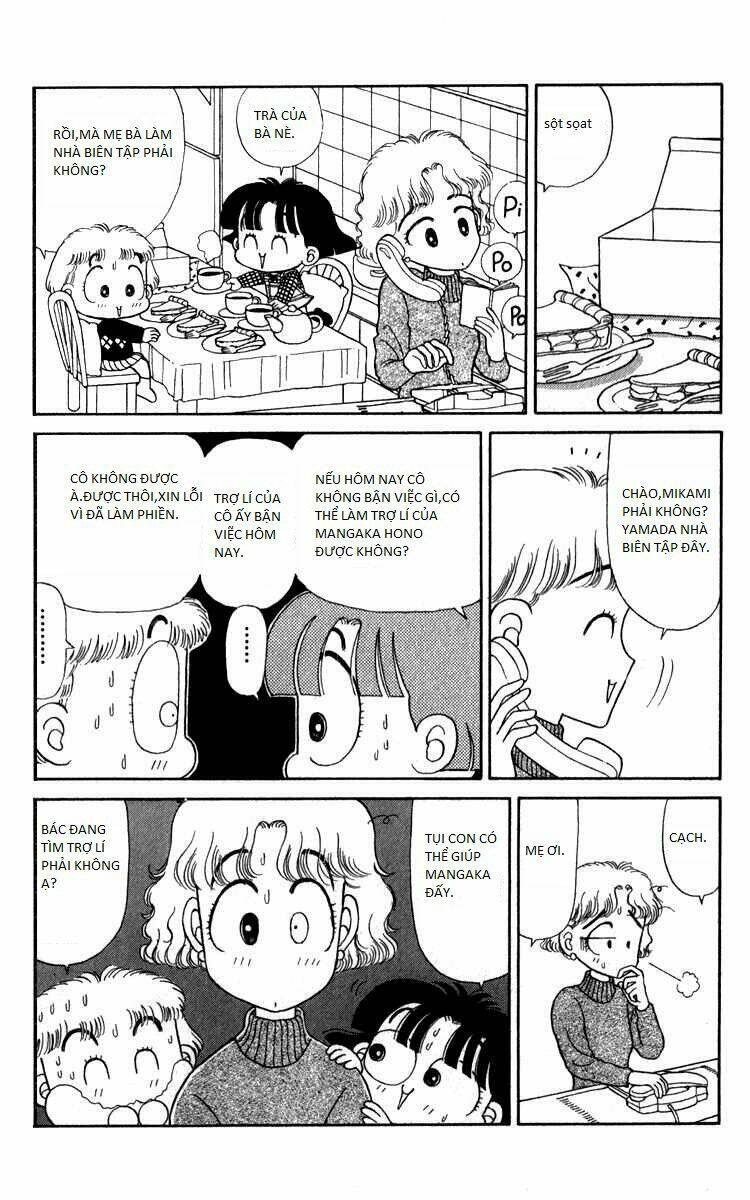 sột sọat
TRÀ CỦA
BÀ NÈ.
RỒI,MÀ MẸ BÀ LÀM
NHÀ BIÊN TẬP PHẢI
KHÔNG?
Pi
Po
Po
CHÀO,MIKAMI
PHẢI KHÔNG?
YAMADA NHÀ
BIÊN TẬP ĐÂY.
NẾU HÔM NAY CÔ
KHÔNG BẬN VIỆC GÌ,CÓ
THỂ LÀM TRỢ LÍ CỦA
MANGAKA HONO
ĐƯỢC KHÔNG?
TRỢ LÍ CỦA
CÔ ẤY BẬN
VIỆC HÔM
NAY.
CÔ KHÔNG ĐƯỢC
À.ĐƯỢC THÔI,XIN LỖI
VÌ ĐÃ LÀM PHIỀN.
CẠCH.
MẸ ƠI.
TỤI CON CÓ
THỂ GIÚP
MANGAKA
ĐẤY.
BÁC ĐANG
TÌM TRỢ LÍ
PHẢI KHÔNG
Ạ?